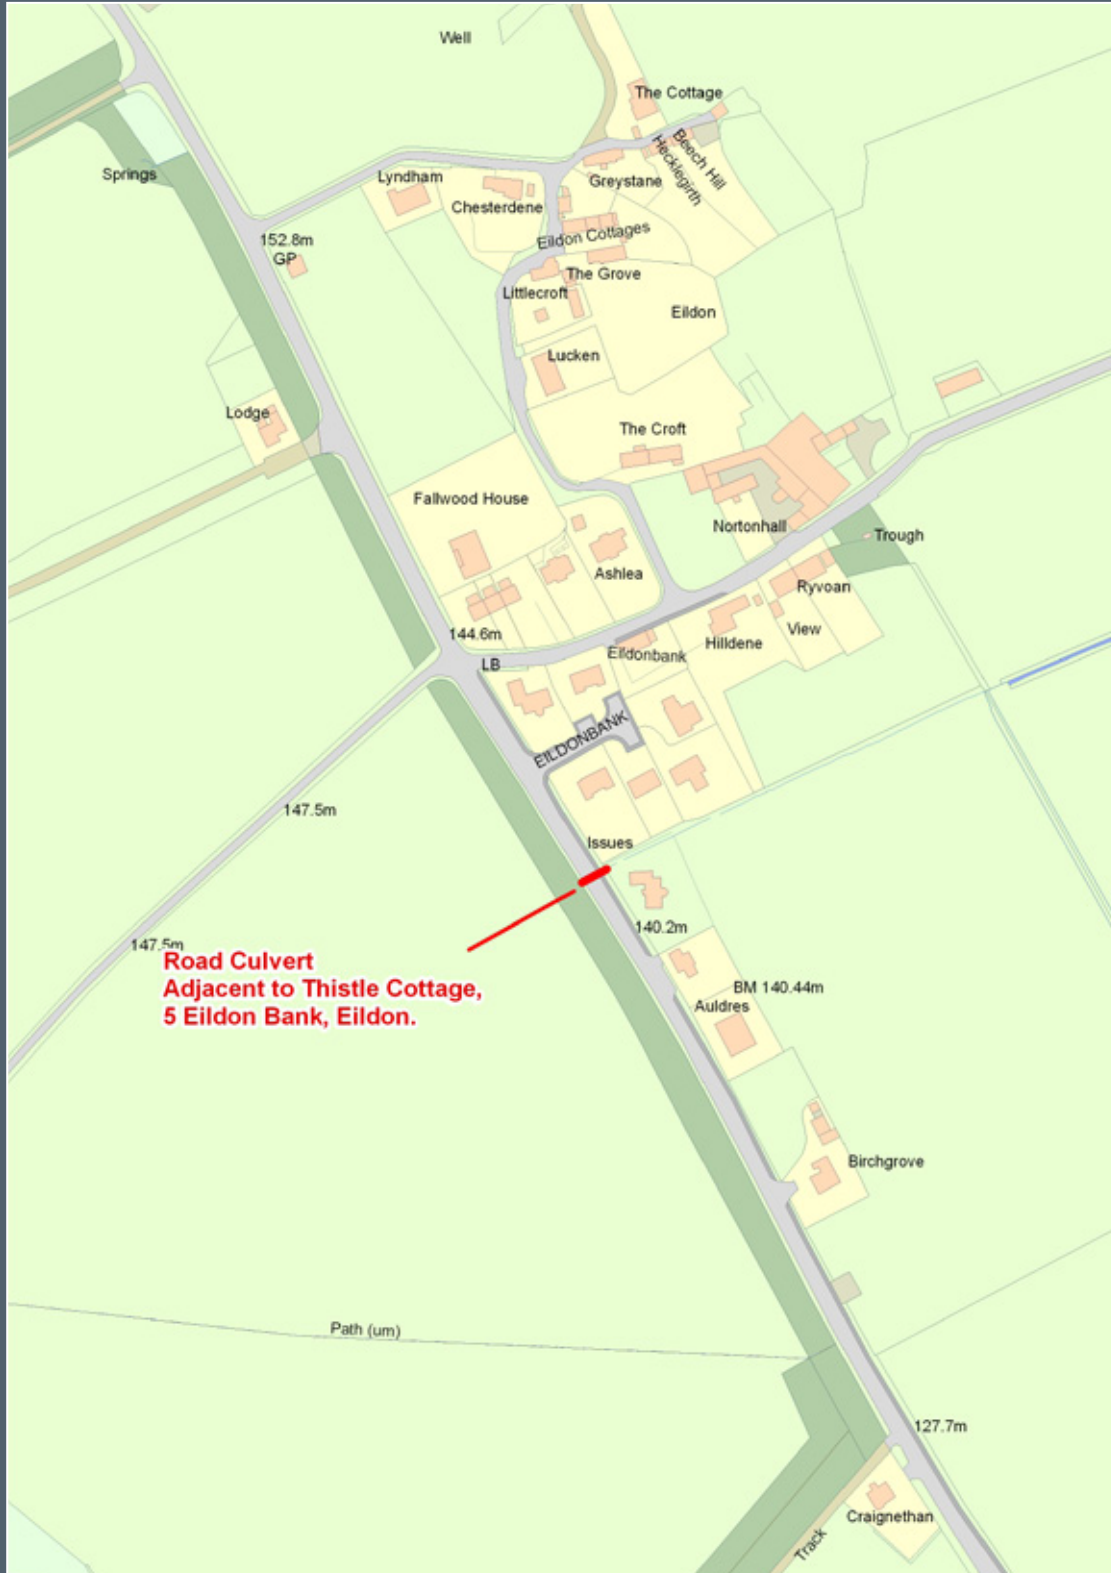 Well
The Cottage
Beech Hill
Hecklegirth
Springs
Lyndham
Greystane
Chesterdene
152.8m
GP
Eildon Cottages
The Grove
Littlecroft
Eildon
Lucken
Lodge
The Croft
Fallwood House
Nortonhall
Trough
Ashlea
Ryvoan
144.6m
View
Hilldene
Eildonbank
LB
EILDONBANK
147.5m
Issues
140.2m
147.5m
Road Culvert
Adjacent to Thistle Cottage,
5 Eildon Bank, Eildon.
BM 140.44m
Auldres
Birchgrove
Path (um)
127.7m
Craignethan
Track